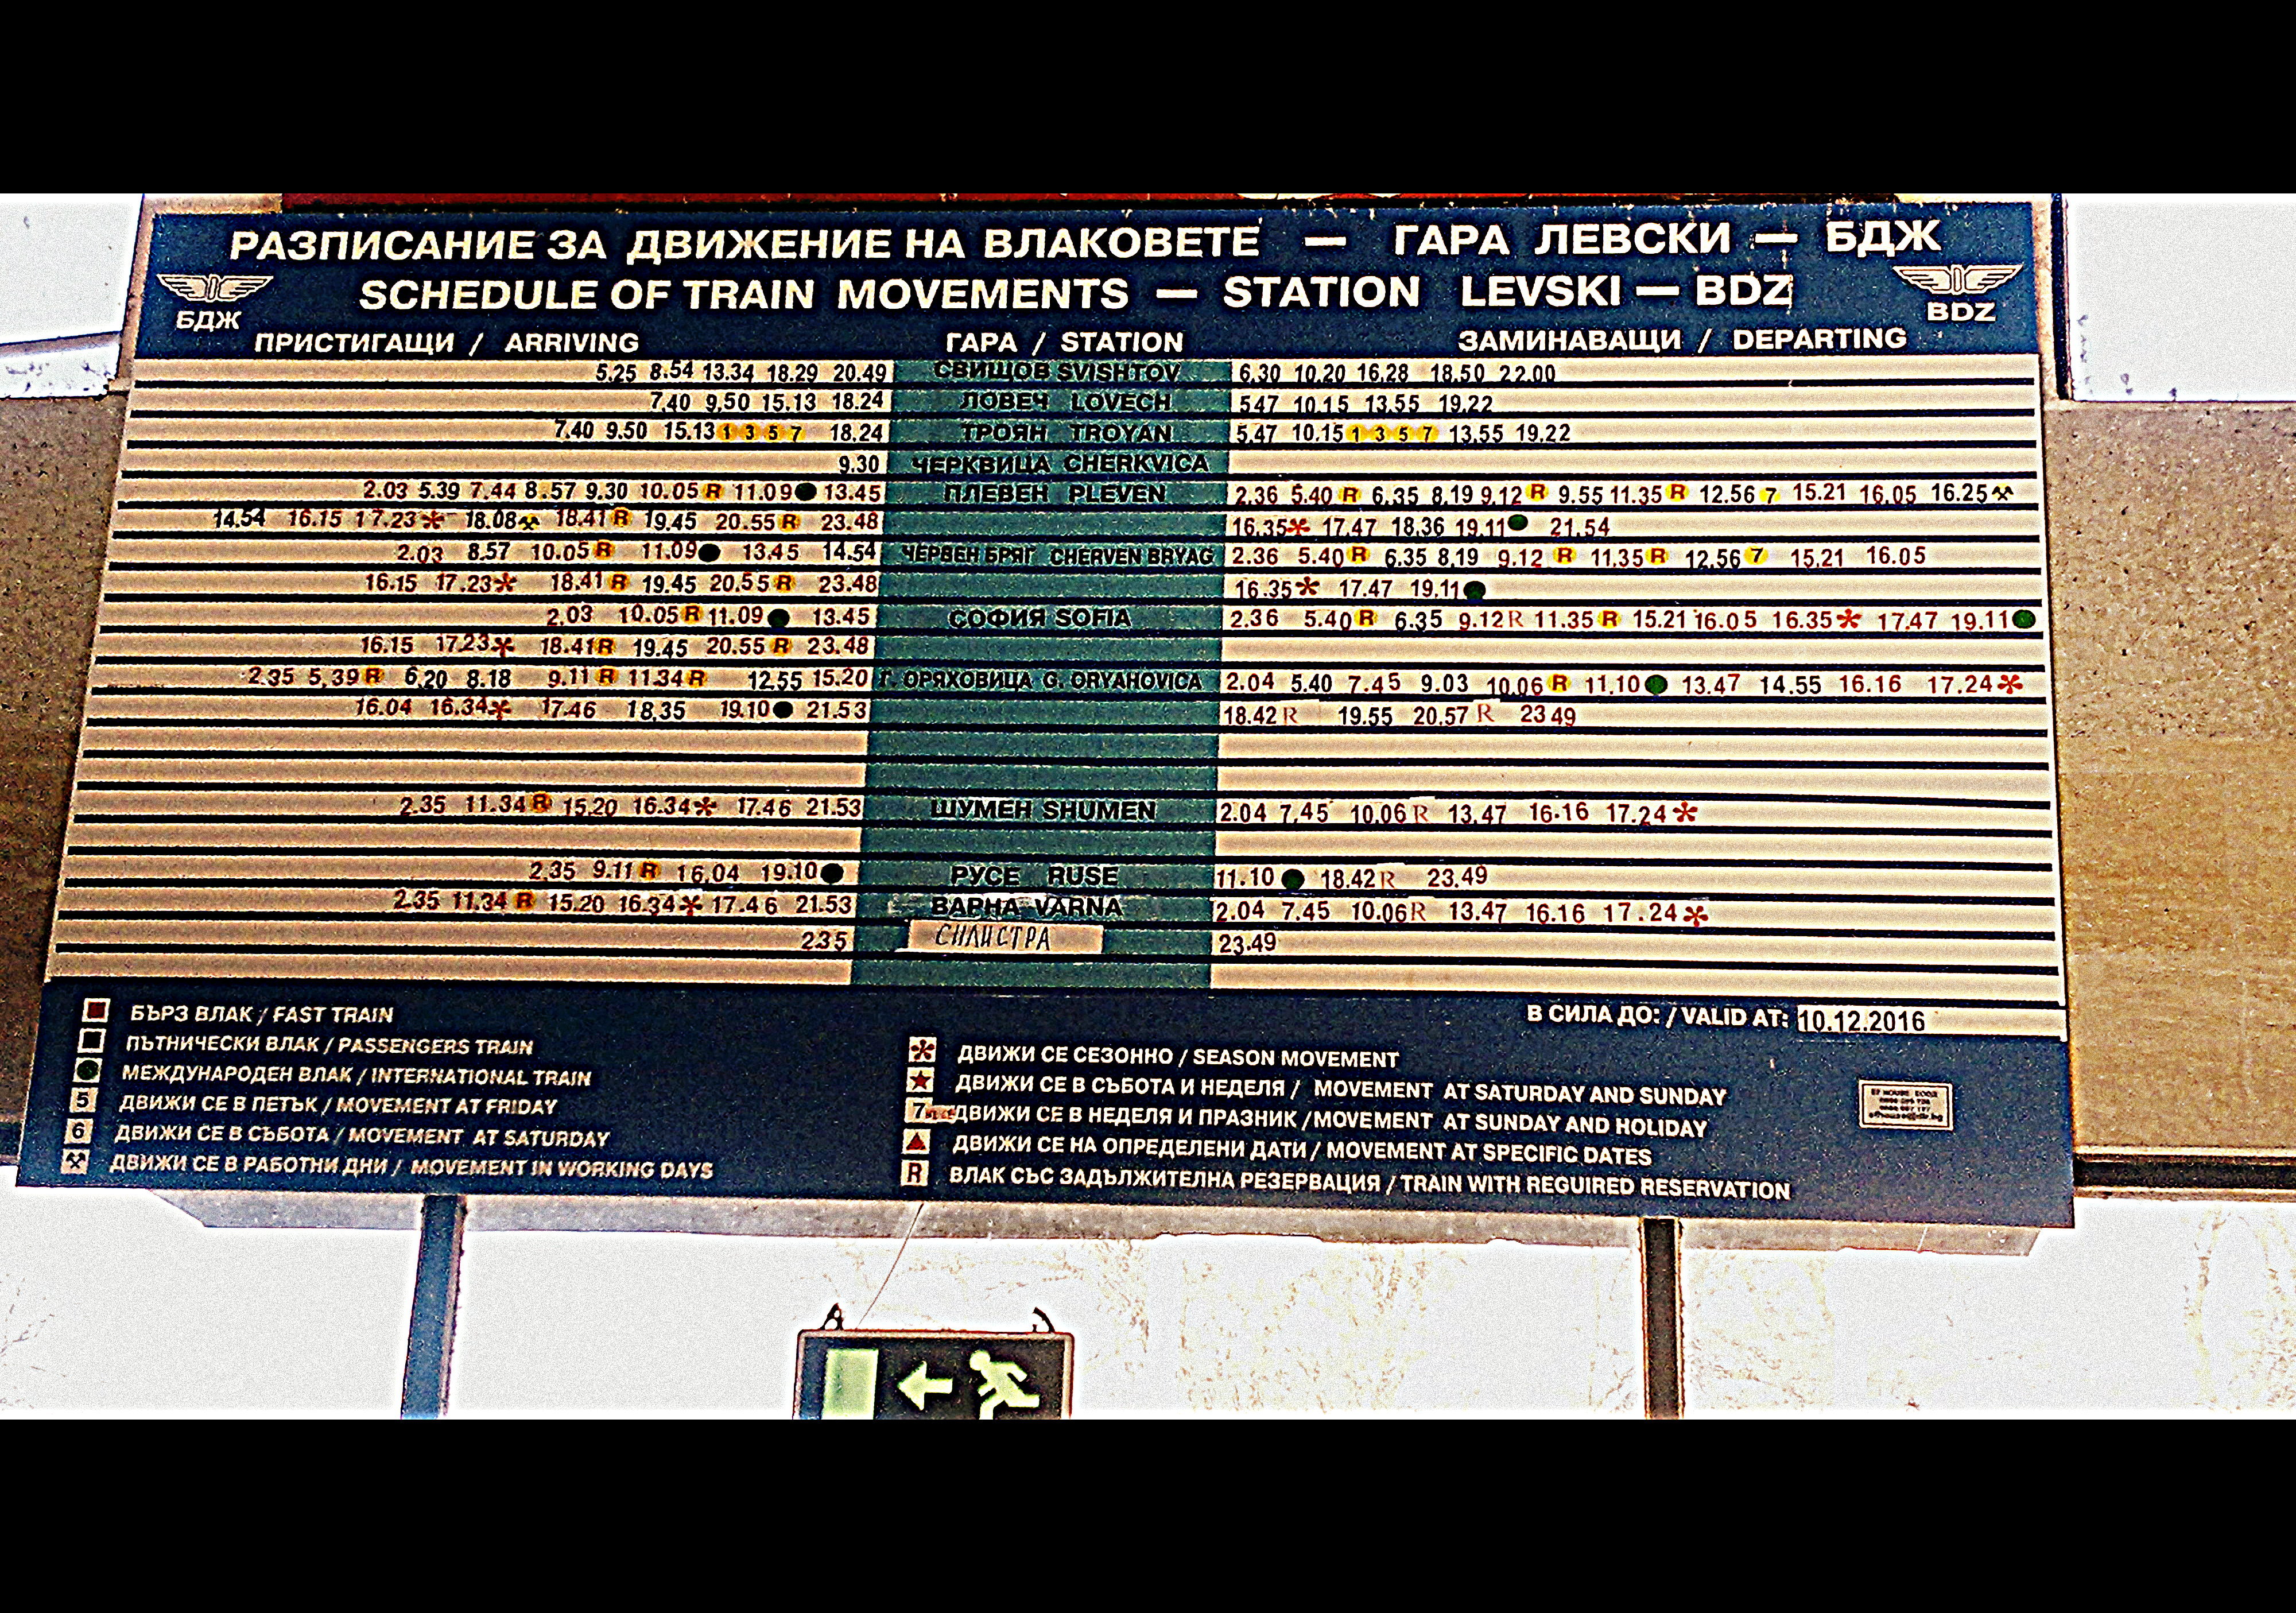 РАЗПИСАНИЕ ЗА ДВИЖЕНИЕ НА ВЛАКОВЕТЕ — ГАРА ЛЕВСКИ — БДЖ
SCHEDULE OF TRAIN MOVEMENTS — STATION LEVSKI — BDZ
БДЖ BDZ
ПРИСТИГАЩИ / ARRIVING ГАРА / STATION ЗАМИНАВАЩИ / DEPARTING
5.25 8.54 13.34 18.29 20.49 СВИЩОВ SVISHTOV 6.30 10.20 16.28 18.50 22.00
7.40 9.50 15.13 18.24 ЛОВЕЧ LOVECH 547 10.15 13.55 19.22
7.40 9.50 15.13 1 3 5 7 18.24 ТРОЯН TROYAN 5.47 10.15 1 3 5 7 13.55 19.22
9.30 ЧЕРКВИЦА CHERKVICA
2.03 5.39 7.44 8.57 9.30 10.05 R 11.09 13.45 ПЛЕВЕН PLEVEN 2.36 5.40 R 6.35 8.19 9.12 R 9.55 11.35 R 12.56 7 15.21 16.05 16.25
14.54 16.15 17.23 * 18.08 18.41 R 19.45 20.55 R 23.48 16.35 * 17.47 18.36 19.11 21.54
2.03 8.57 10.05 R 11.09 13.45 14.54 ЧЕРВЕН БРЯГ CHERVEN BRYAG 2.36 5.40 R 6.35 8.19 9.12 R 11.35 R 12.56 7 15.21 16.05
16.15 17.23 * 18.41 R 19.45 20.55 R 23.48 16.35 * 17.47 19.11
2.03 10.05 R 11.09 13.45 СОФИЯ SOFIA 2.36 5.40 R 6.35 9.12 R 11.35 R 15.21 16.05 16.35 * 17.47 19.11
16.15 17.23 * 18.41 R 19.45 20.55 R 23.48
2.35 5.39 R 6.20 8.18 9.11 R 11.34 R 12.55 15.20 Г. ОРЯХОВИЦА G. ORYAHOVICA 2.04 5.40 7.45 9.03 10.06 R 11.10 13.47 14.55 16.16 17.24 *
16.04 16.34 * 17.46 18.35 19.10 21.53 18.42 R 19.55 20.57 R 23 49
2.35 11.34 R 15.20 16.34 * 17.46 21.53 ШУМЕН SHUMEN 2.04 7.45 10.06 R 13.47 16.16 17.24 *
2.35 9.11 R 16.04 19.10 РУСЕ RUSE 11.10 18.42 R 23.49
2.35 11.34 R 15.20 16.34 * 17.46 21.53 ВАРНА VARNA 2.04 7.45 10.06 R 13.47 16.16 17.24 *
235 СИЛИСТРА 23.49
БЪРЗ ВЛАК / FAST TRAIN
ПЪТНИЧЕСКИ ВЛАК / PASSENGERS TRAIN
МЕЖДУНАРОДЕН ВЛАК / INTERNATIONAL TRAIN
5 ДВИЖИ СЕ В ПЕТЪК / MOVEMENT AT FRIDAY
6 ДВИЖИ СЕ В СЪБОТА / MOVEMENT AT SATURDAY
ДВИЖИ СЕ В РАБОТНИ ДНИ / MOVEMENT IN WORKING DAYS
В СИЛА ДО: / VALID AT: 10.12.2016
* ДВИЖИ СЕ СЕЗОННО / SEASON MOVEMENT
★ ДВИЖИ СЕ В СЪБОТА И НЕДЕЛЯ / MOVEMENT AT SATURDAY AND SUNDAY
7 ДВИЖИ СЕ В НЕДЕЛЯ И ПРАЗНИК / MOVEMENT AT SUNDAY AND HOLIDAY
▲ ДВИЖИ СЕ НА ОПРЕДЕЛЕНИ ДАТИ / MOVEMENT AT SPECIFIC DATES
R ВЛАК СЪС ЗАДЪЛЖИТЕЛНА РЕЗЕРВАЦИЯ / TRAIN WITH REGUIRED RESERVATION